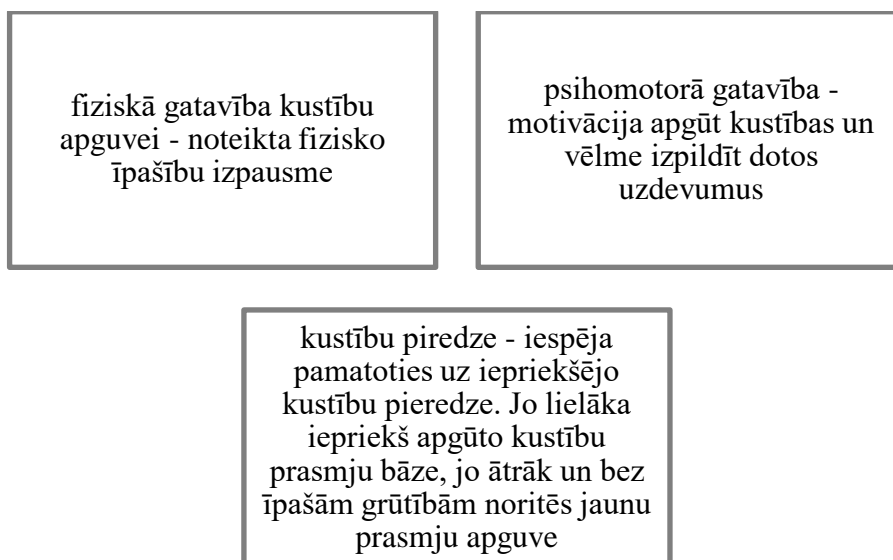 fiziskā gatavība kustību
apguvei - noteikta fizisko
īpašību izpausme
psihomotorā gatavība -
motivācija apgūt kustības un
vēlme izpildīt dotos
uzdevumus
kustību piredze - iespēja
pamatoties uz iepriekšējo
kustību pieredze. Jo lielāka
iepriekš apgūto kustību
prasmju bāze, jo ātrāk un bez
īpašām grūtībām noritēs jaunu
prasmju apguve